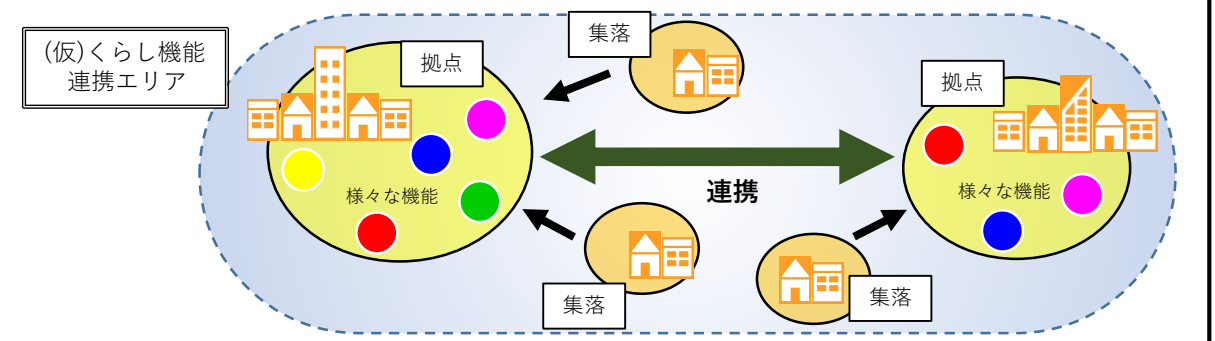 (仮)くらし機能
連携エリア
拠点
集落
拠点
様々な機能
連携
様々な機能
集落
集落